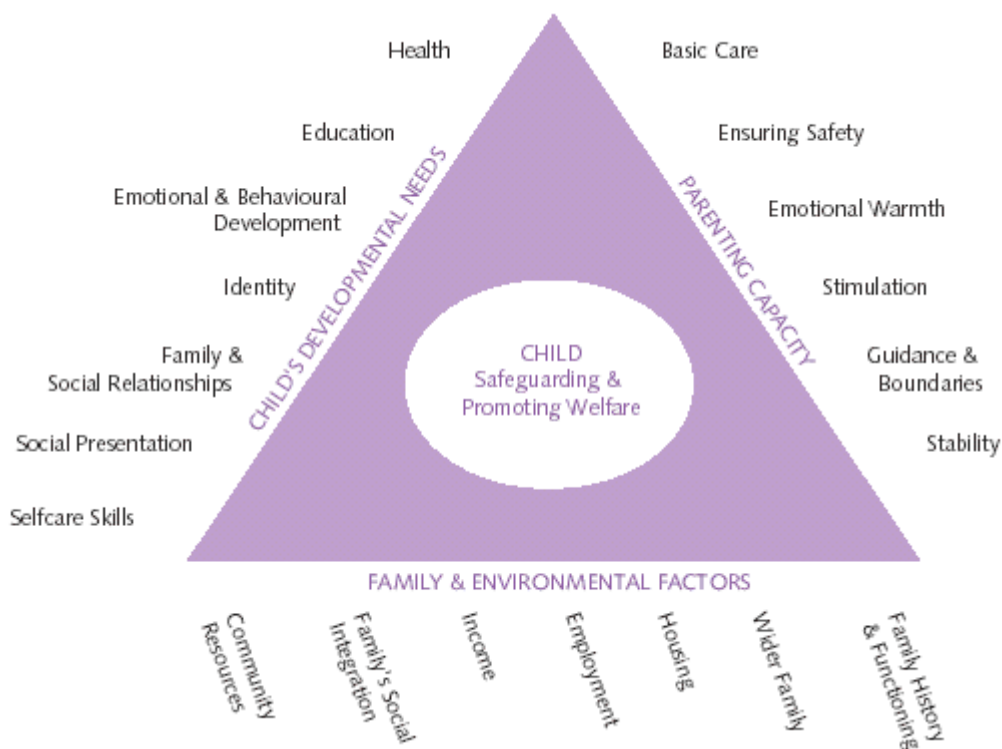 Health
Education
Emotional & Behavioural
Development
Identity
Family &
Social Relationships
Social Presentation
Selfcare Skills
CHILD'S DEVELOPMENTAL NEEDS
CHILD
Safeguarding &
Promoting Welfare
PARENTING CAPACITY
Basic Care
Ensuring Safety
Emotional Warmth
Stimulation
Guidance &
Boundaries
Stability
FAMILY & ENVIRONMENTAL FACTORS
Community
Resources
Family's Social
Integration
Income
Employment
Housing
Wider Family
Family History
& Functioning